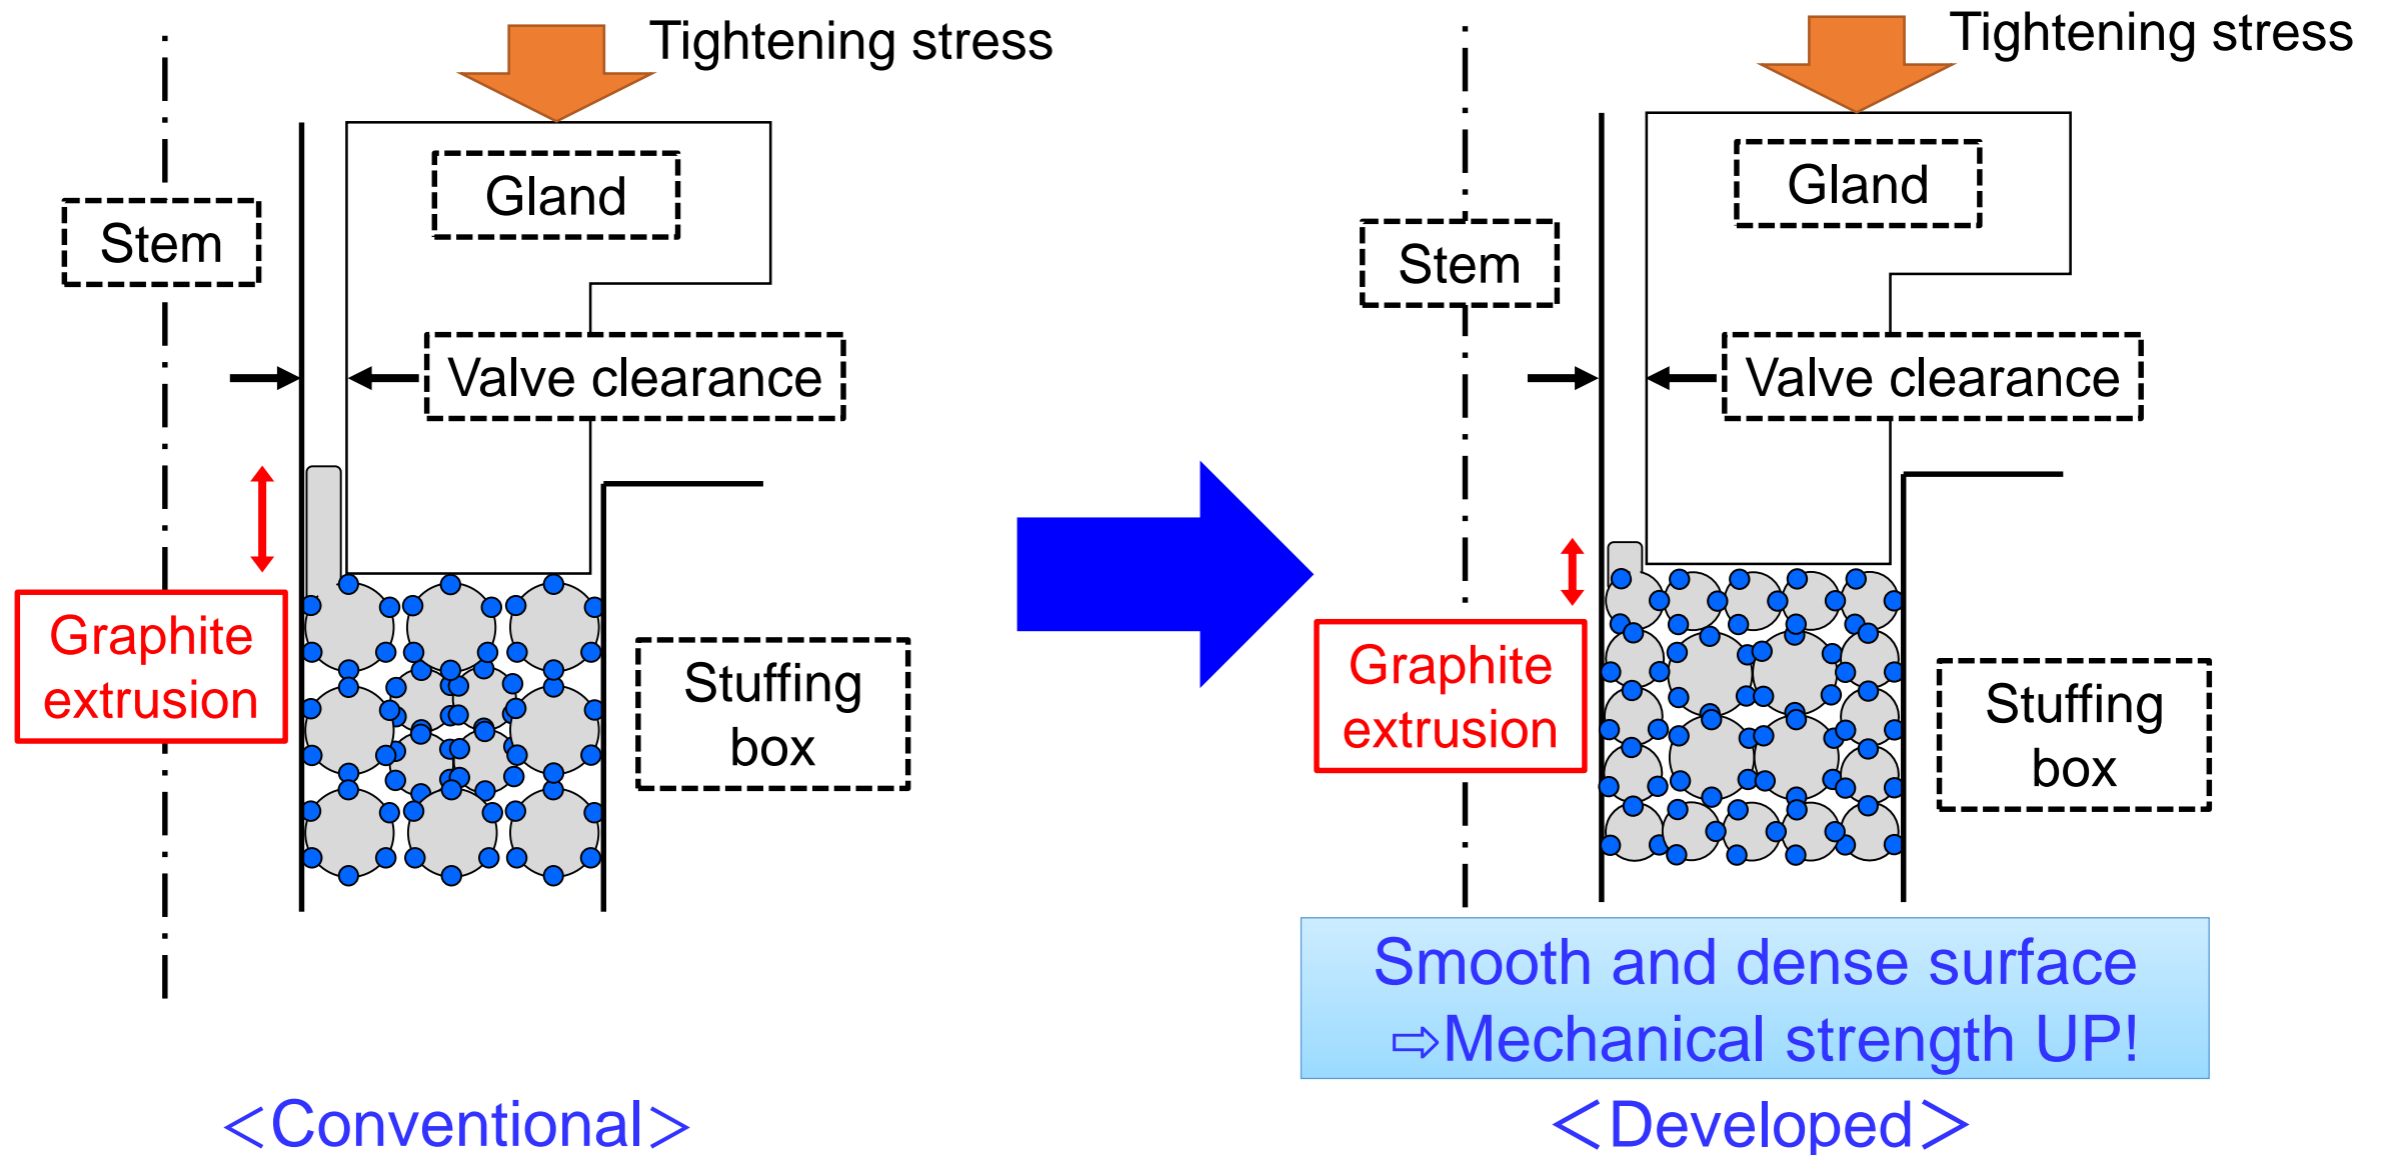 Tightening stress
Gland
Stem
Valve clearance
Graphite
extrusion
Stuffing
box
<Conventional>
Tightening stress
Gland
Stem
Valve clearance
Graphite
extrusion
Stuffing
box
Smooth and dense surface
⇨Mechanical strength UP!
<Developed>